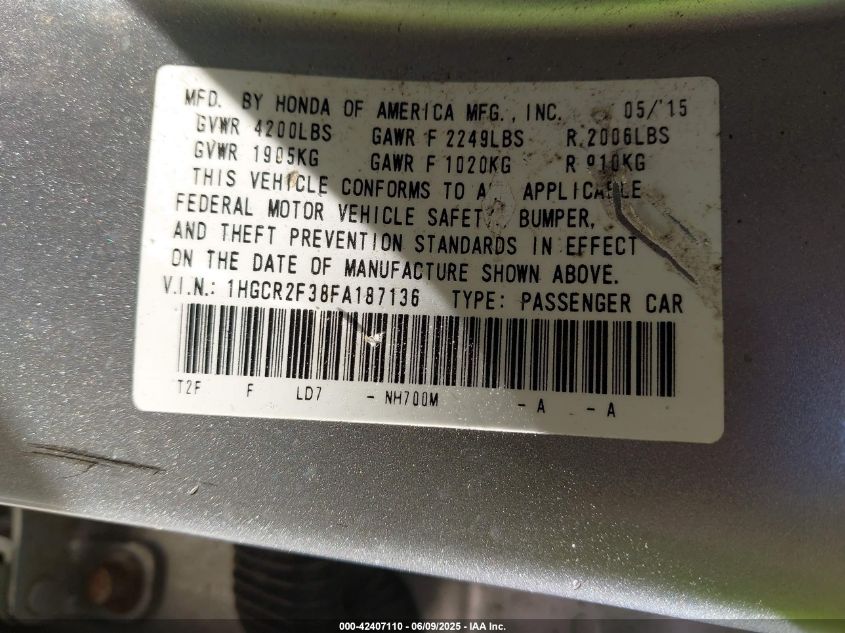 MFD. BY HONDA OF AMERICA MFG., INC. 05/'15
GVWR 4200LBS GAWR F 2249LBS R 2006LBS
GVWR 1905KG GAWR F 1020KG R 910KG
THIS VEHICLE CONFORMS TO A APPLICABLE
FEDERAL MOTOR VEHICLE SAFETY, BUMPER,
AND THEFT PREVENTION STANDARDS IN EFFECT
ON THE DATE OF MANUFACTURE SHOWN ABOVE.
V.I.N.: 1HGCR2F38FA187136 TYPE: PASSENGER CAR
T2F F LD7 - NH700M - A - A
000-42407110 - 06/09/2025 - IAA Inc.